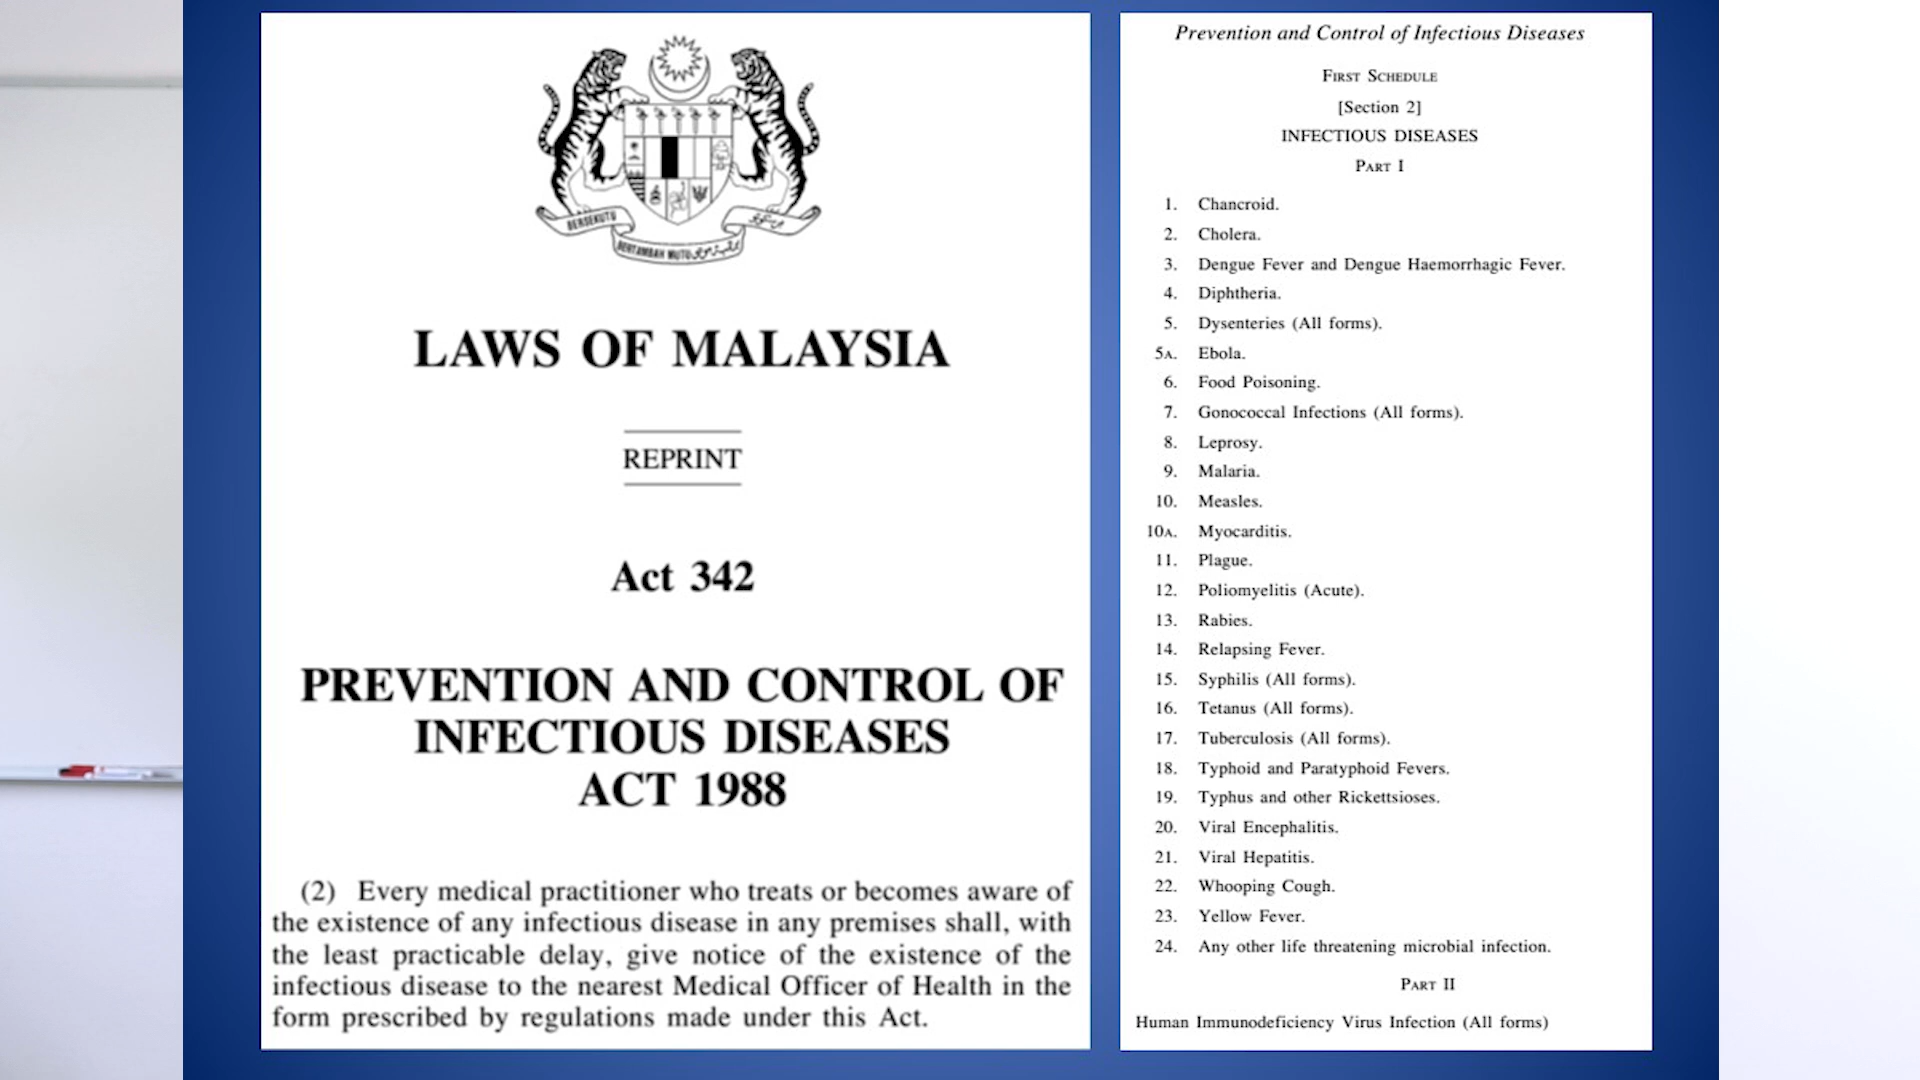 BERSEKUTU
BERTAMBAH MUTU
LAWS OF MALAYSIA
REPRINT
Act 342
PREVENTION AND CONTROL OF
INFECTIOUS DISEASES
ACT 1988
(2) Every medical practitioner who treats or becomes aware of
the existence of any infectious disease in any premises shall, with
the least practicable delay, give notice of the existence of the
infectious disease to the nearest Medical Officer of Health in the
form prescribed by regulations made under this Act.
Prevention and Control of Infectious Diseases
FIRST SCHEDULE
[Section 2]
INFECTIOUS DISEASES
PART I
1. Chancroid.
2. Cholera.
3. Dengue Fever and Dengue Haemorrhagic Fever.
4. Diphtheria.
5. Dysenteries (All forms).
5A. Ebola.
6. Food Poisoning.
7. Gonococcal Infections (All forms).
8. Leprosy.
9. Malaria.
10. Measles.
10A. Myocarditis.
11. Plague.
12. Poliomyelitis (Acute).
13. Rabies.
14. Relapsing Fever.
15. Syphilis (All forms).
16. Tetanus (All forms).
17. Tuberculosis (All forms).
18. Typhoid and Paratyphoid Fevers.
19. Typhus and other Rickettsioses.
20. Viral Encephalitis.
21. Viral Hepatitis.
22. Whooping Cough.
23. Yellow Fever.
24. Any other life threatening microbial infection.
PART II
Human Immunodeficiency Virus Infection (All forms)